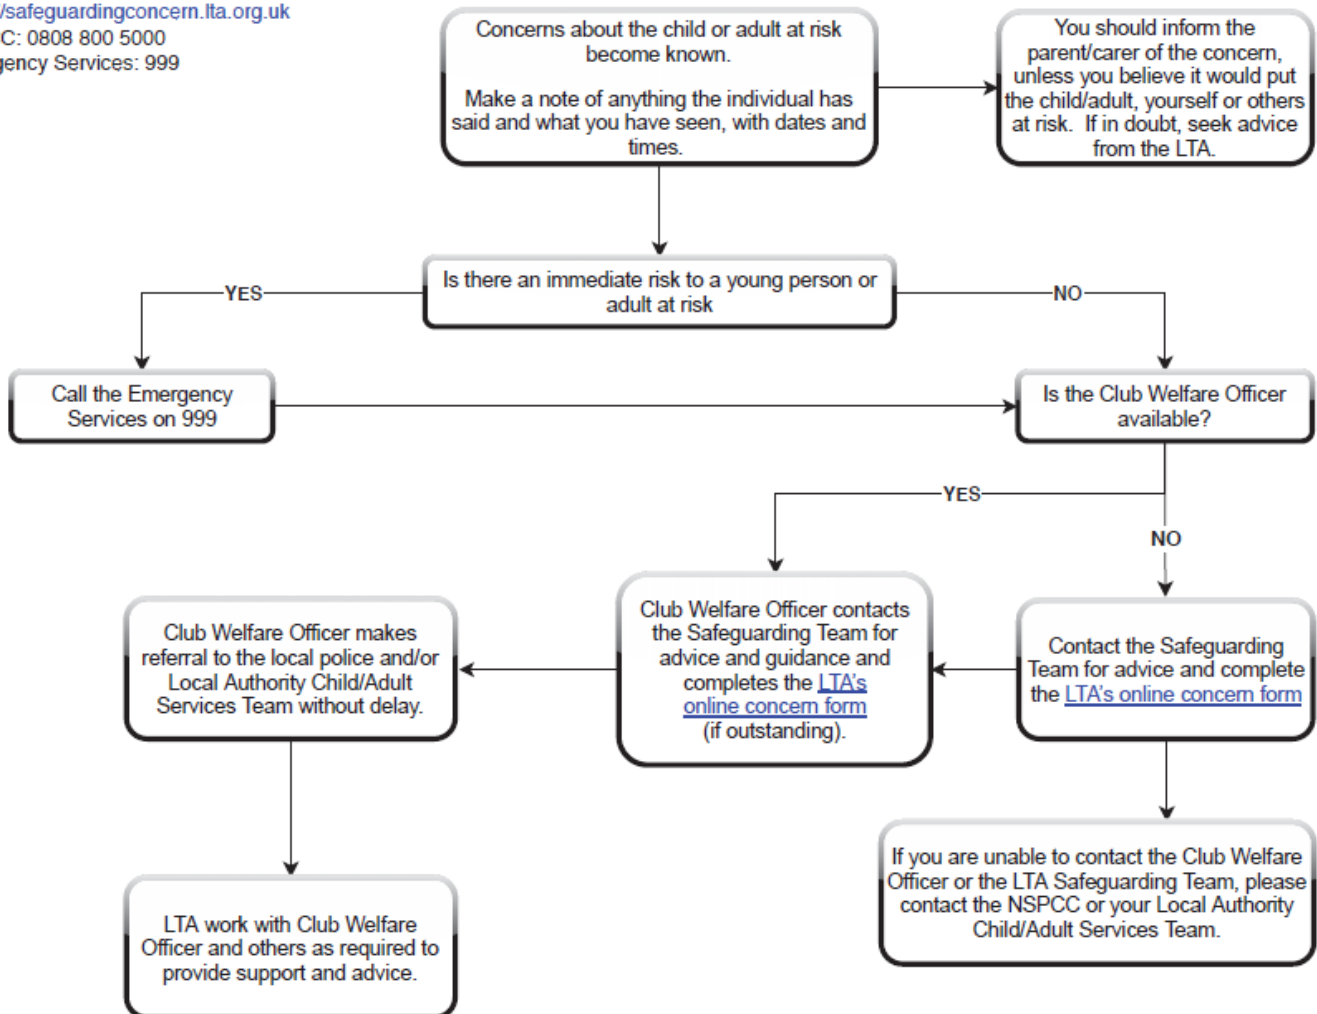 /safeguardingconcern.lta.org.uk
C: 0808 800 5000
gency Services: 999
Concerns about the child or adult at risk
become known.
Make a note of anything the individual has
said and what you have seen, with dates and
times.
You should inform the
parent/carer of the concern,
unless you believe it would put
the child/adult, yourself or others
at risk. If in doubt, seek advice
from the LTA.
Is there an immediate risk to a young person or
adult at risk
YES
NO
Call the Emergency
Services on 999
Is the Club Welfare Officer
available?
YES
NO
Club Welfare Officer makes
referral to the local police and/or
Local Authority Child/Adult
Services Team without delay.
Club Welfare Officer contacts
the Safeguarding Team for
advice and guidance and
completes the LTA's
online concern form
(if outstanding).
Contact the Safeguarding
Team for advice and complete
the LTA's online concern form
If you are unable to contact the Club Welfare
Officer or the LTA Safeguarding Team, please
contact the NSPCC or your Local Authority
Child/Adult Services Team.
LTA work with Club Welfare
Officer and others as required to
provide support and advice.